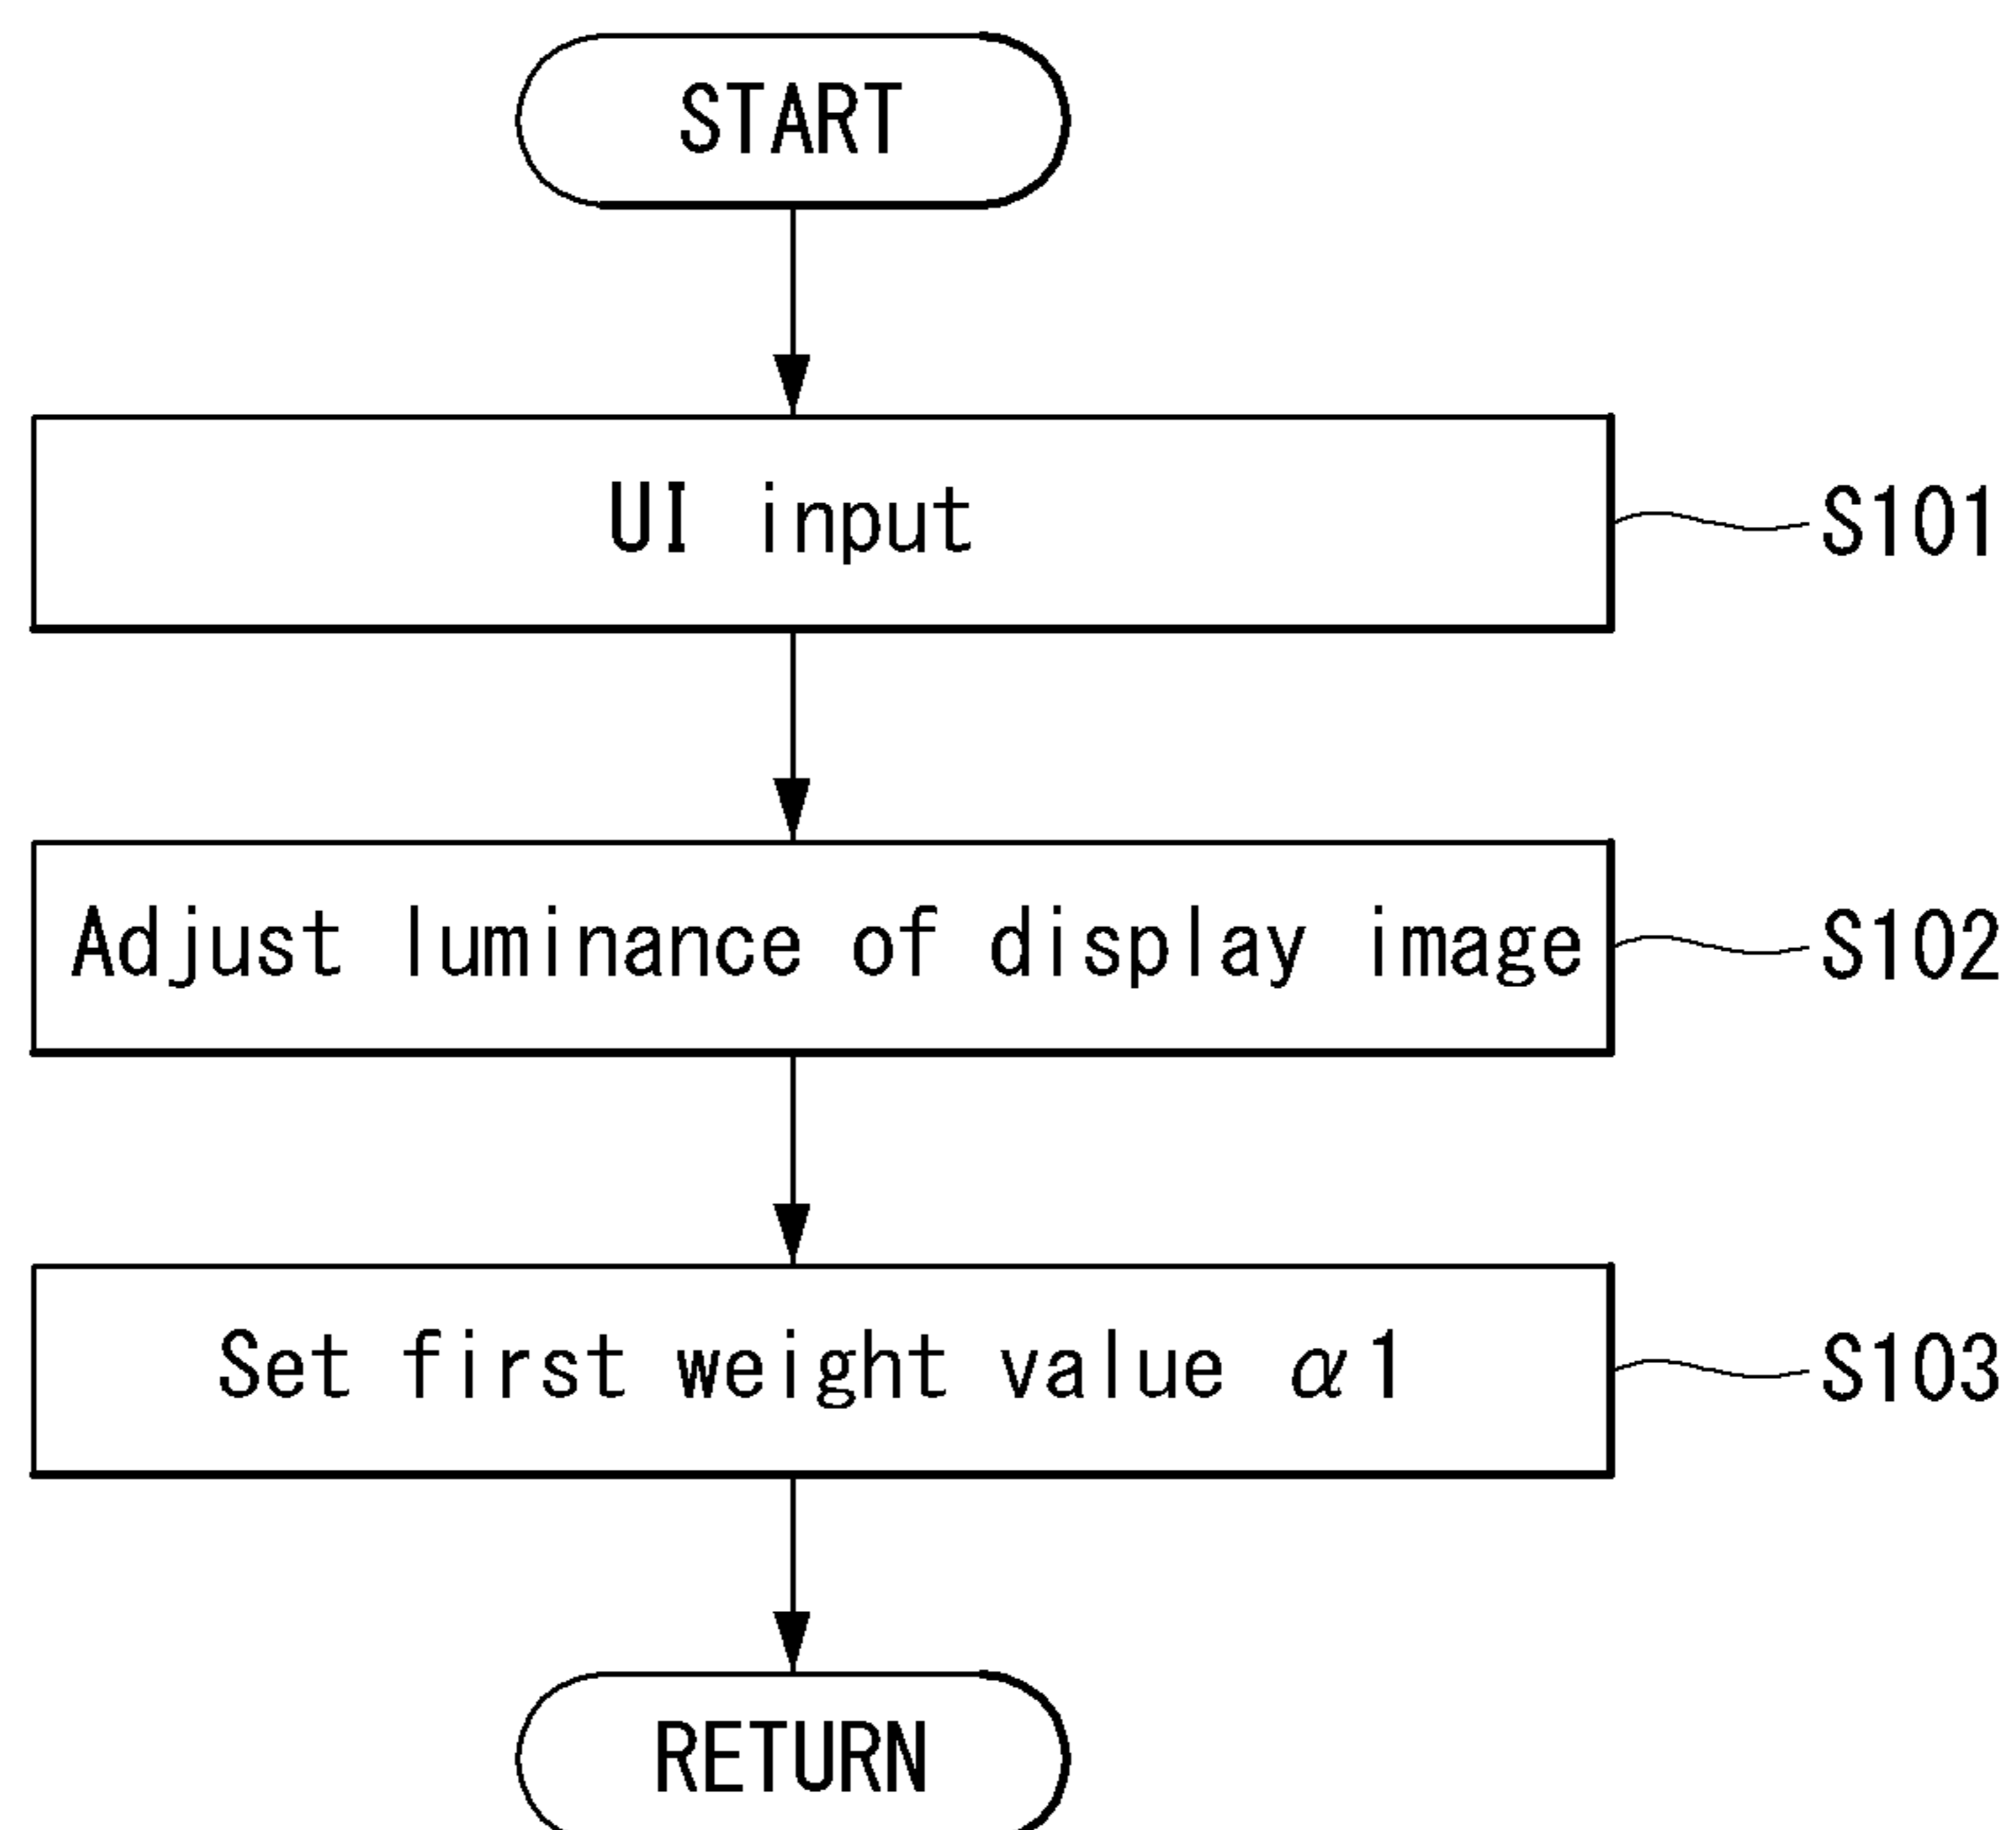 START
UI input
S101
Adjust luminance of display image
S102
Set first weight value α1
S103
RETURN